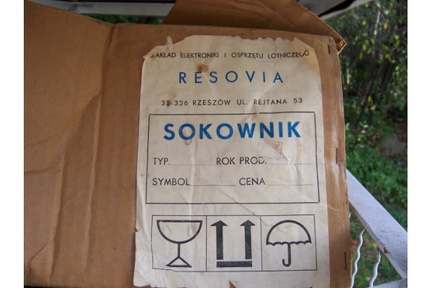 ZAKŁAD ELEKTRONIKI I OSPRZĘTU LOTNICZEGO
RESOVIA
35-326 RZESZÓW UL. REJTANA 53
SOKOWNIK
TYP. ROK PROD.
SYMBOL CENA